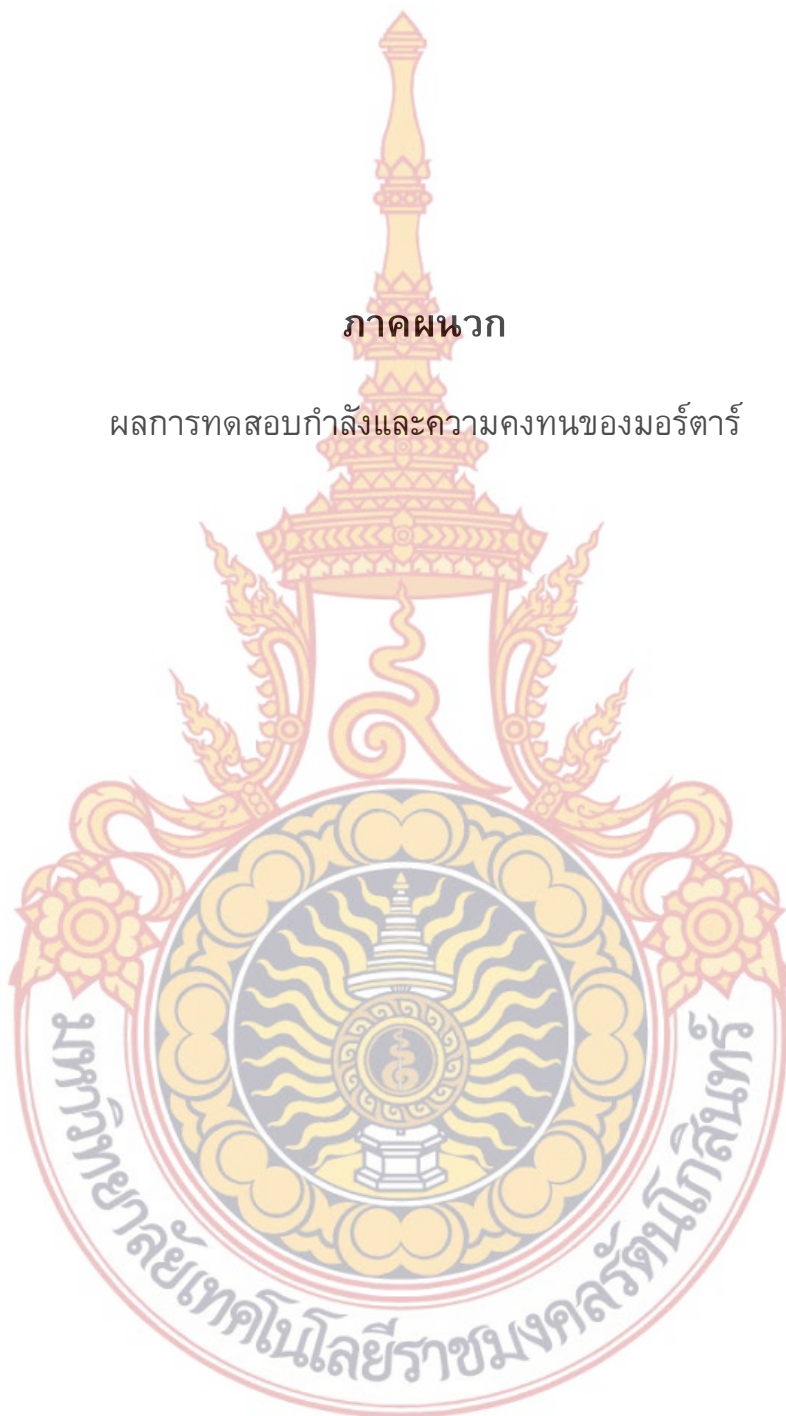 ภาคผนวก
ผลการทดสอบกำลังและความคงทนของมอร์ตาร์
มหาวิทยาลัยเทคโนโลยีราชมงคลรัตนโกสินทร์